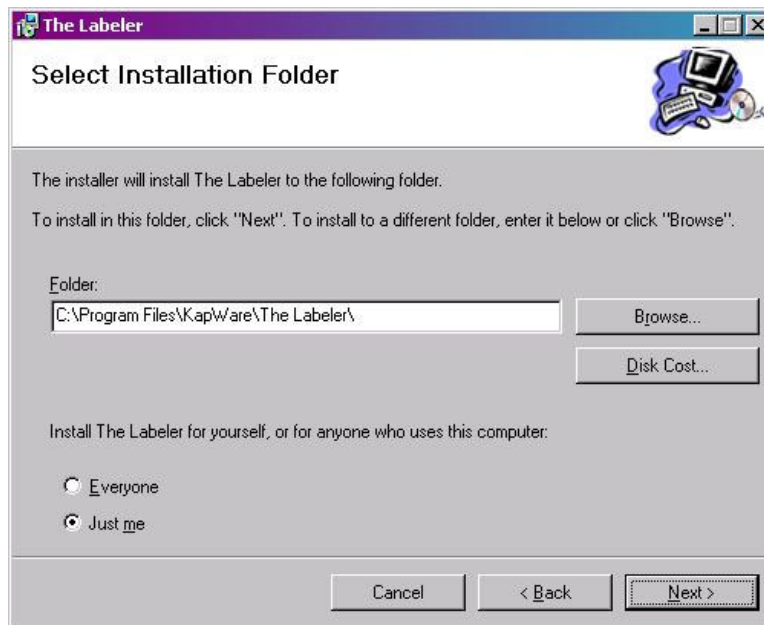 The Labeler
Select Installation Folder
The installer will install The Labeler to the following folder.
To install in this folder, click "Next". To install to a different folder, enter it below or click "Browse".
Folder:
C:\Program Files\KapWare\The Labeler\
Browse...
Disk Cost...
Install The Labeler for yourself, or for anyone who uses this computer:
Everyone
Just me
Cancel
< Back
Next >